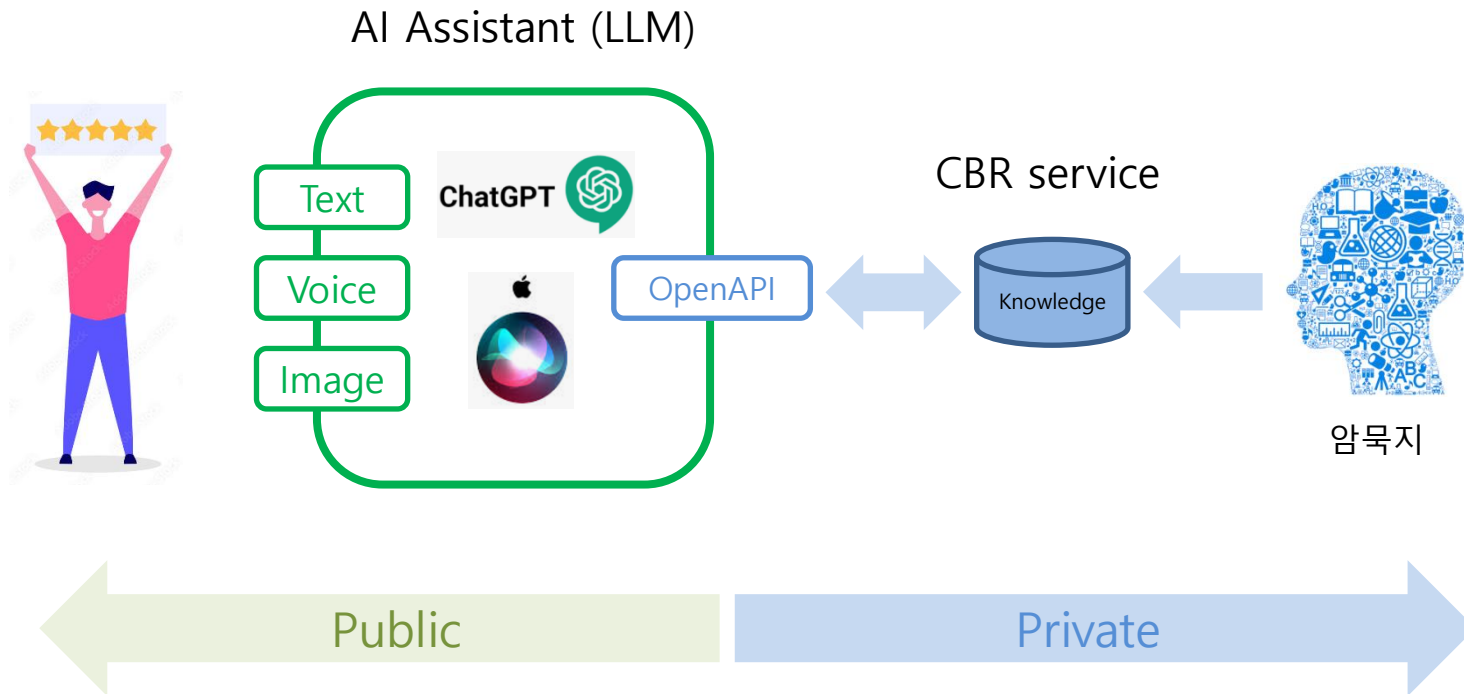 AI Assistant (LLM)
Text
ChatGPT
CBR service
Voice
OpenAPI
Knowledge
Image
암묵지
Public
Private